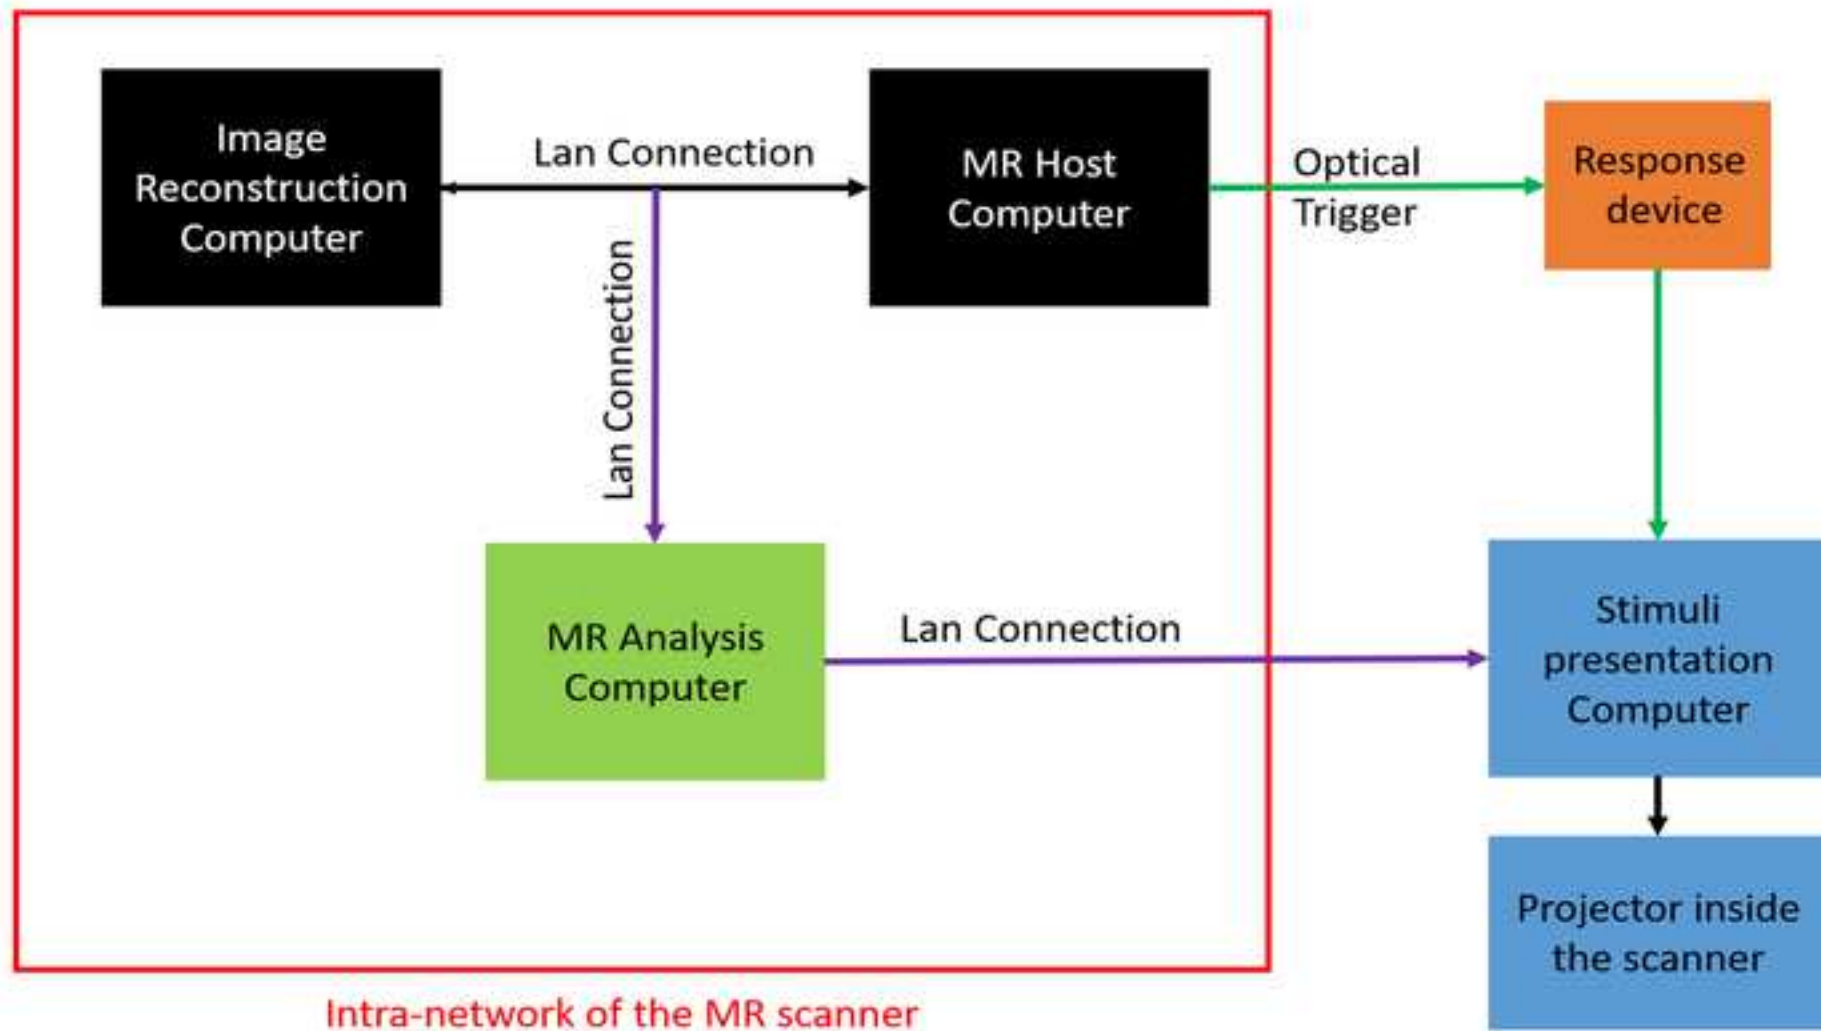 Image
Reconstruction
Computer
Lan Connection
MR Host
Computer
Optical
Trigger
Response
device
Lan Connection
MR Analysis
Computer
Lan Connection
Stimuli
presentation
Computer
Projector inside
the scanner
Intra-network of the MR scanner